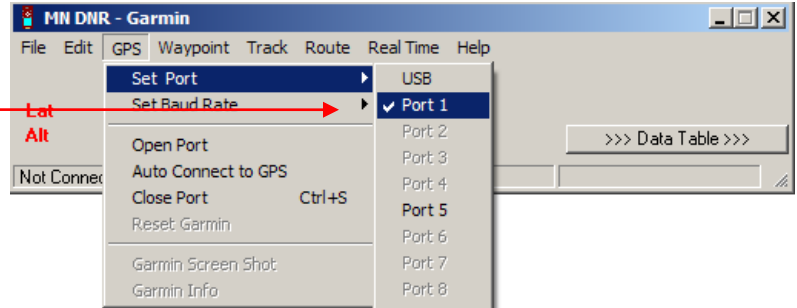 MN DNR - Garmin
File Edit GPS Waypoint Track Route Real Time Help
Set Port
Set Baud Rate
Open Port
Auto Connect to GPS
Close Port Ctrl+S
Reset Garmin
Garmin Screen Shot
Garmin Info
USB
Port 1
Port 2
Port 3
Port 4
Port 5
Port 6
Port 7
Port 8
Lat
Alt
>>> Data Table >>>
Not Connec